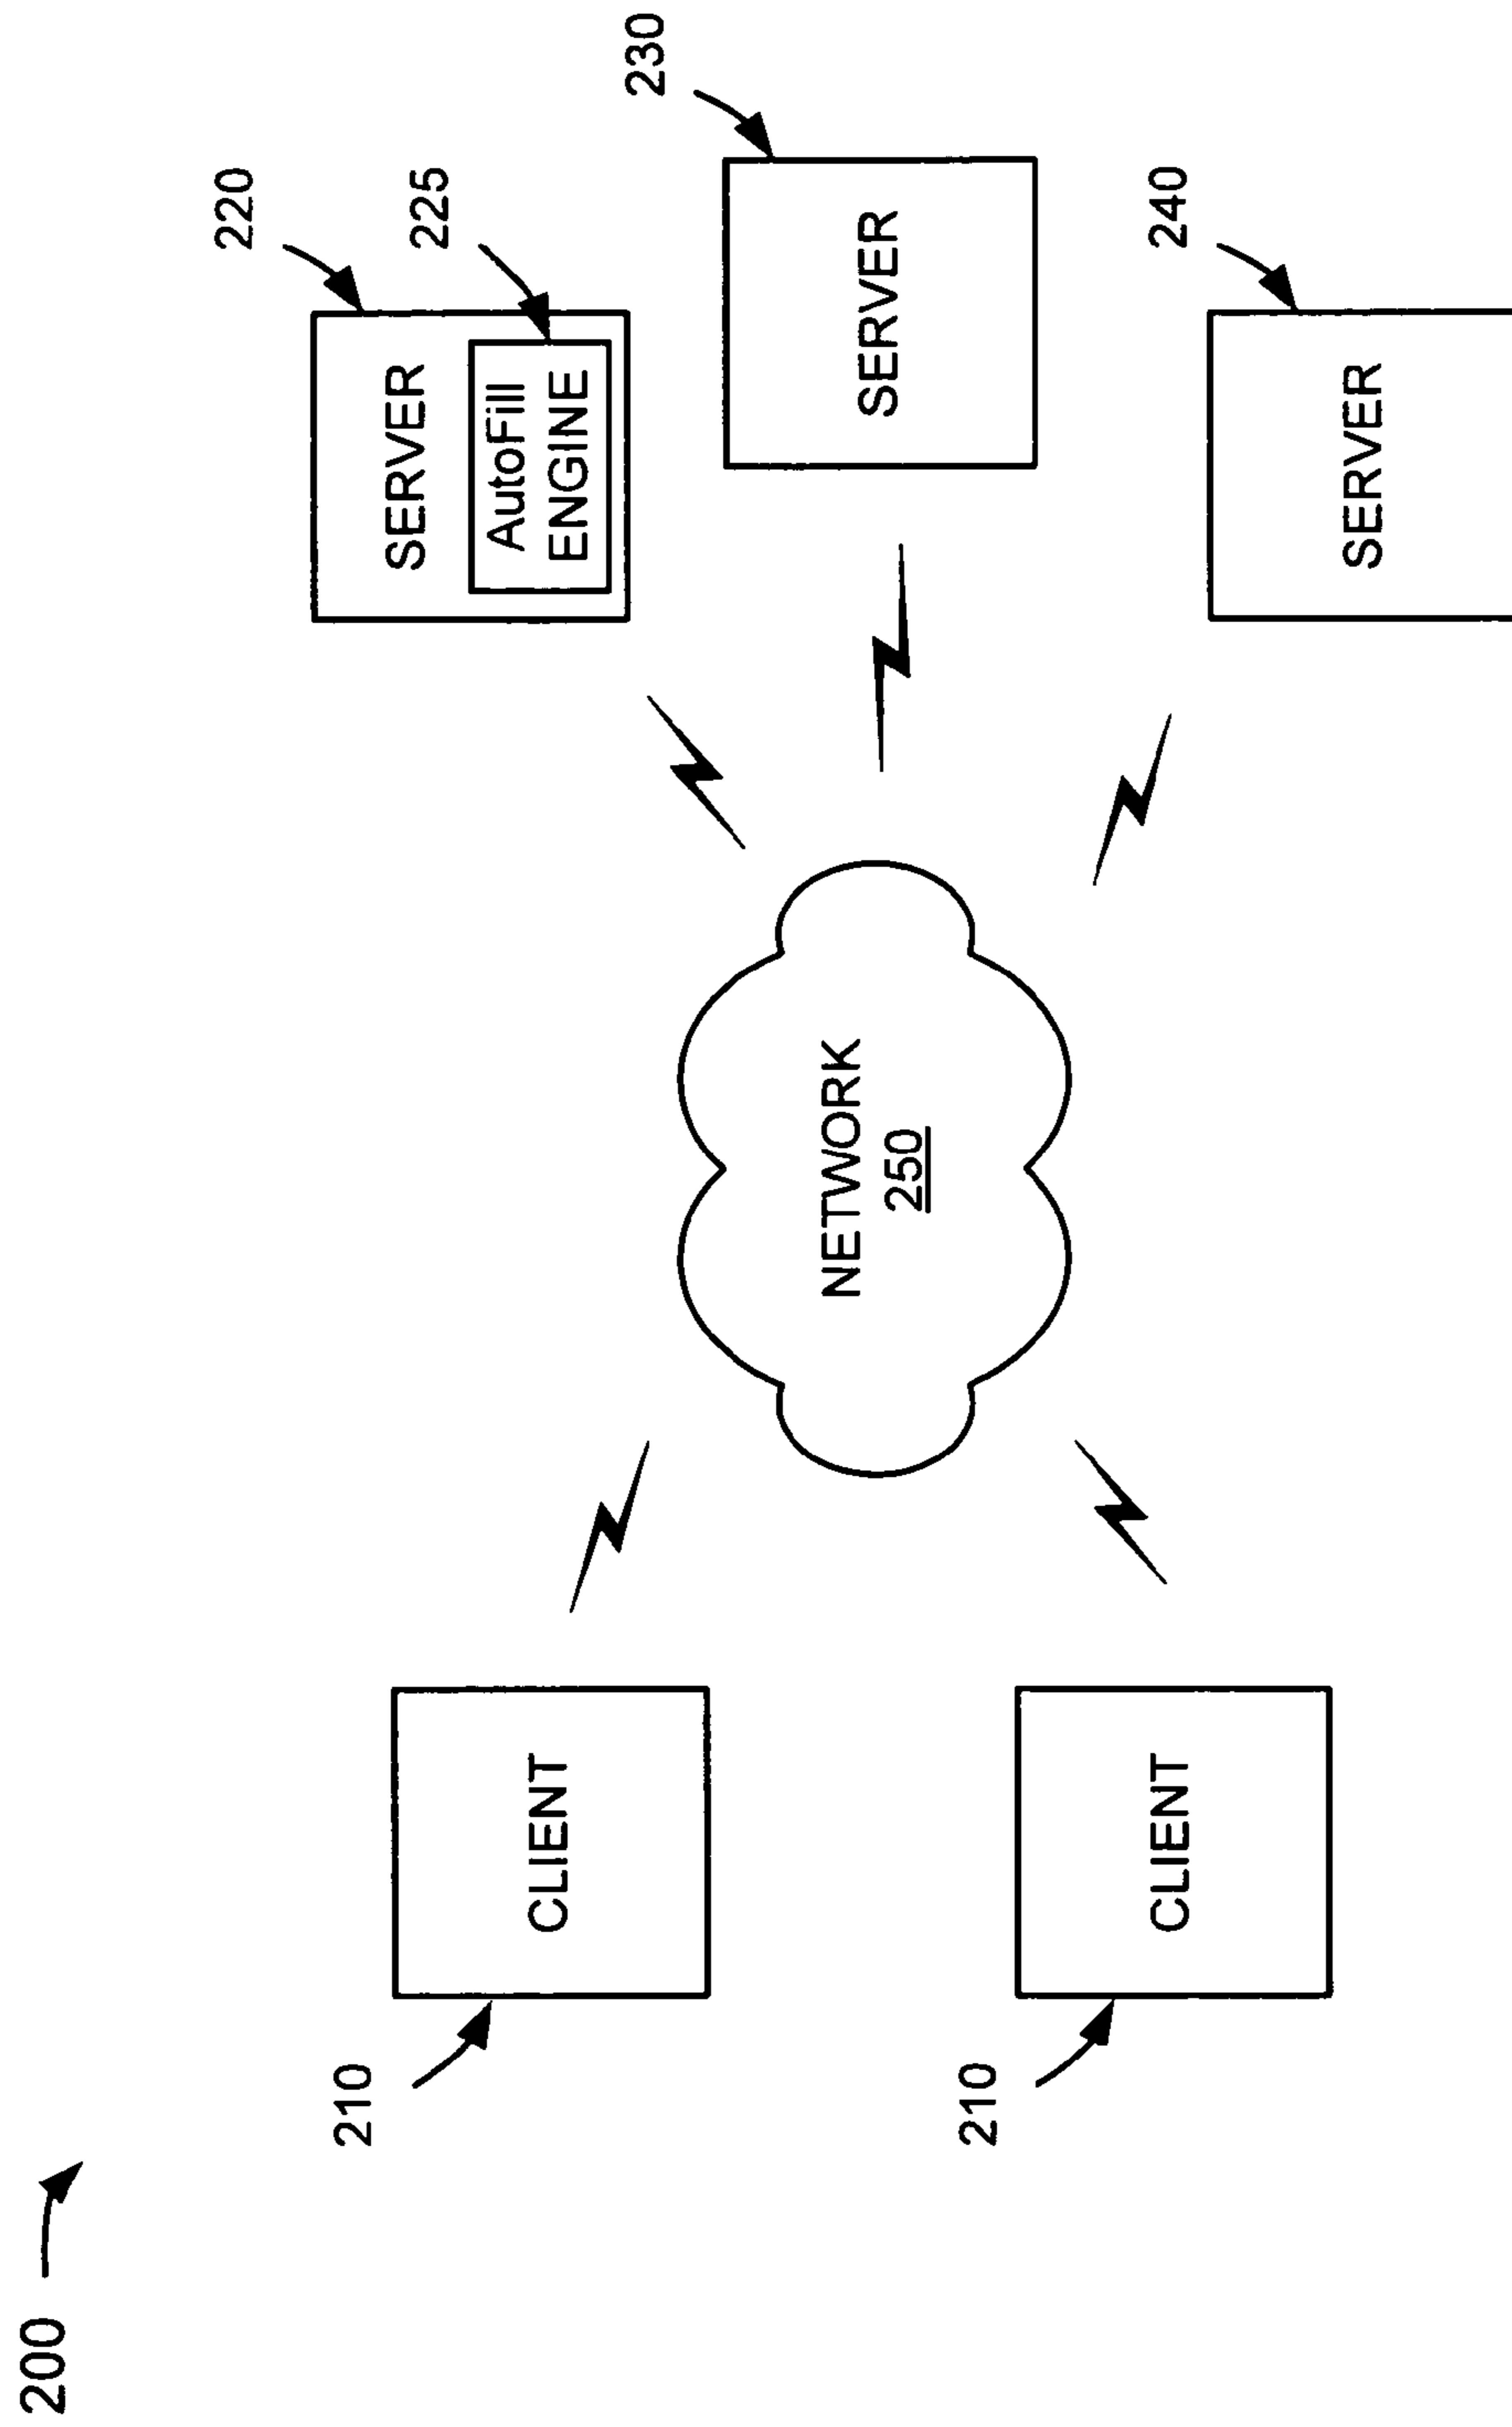 200
210
CLIENT
210
CLIENT
NETWORK
250
220
SERVER
225
AutoFill
ENGINE
230
SERVER
240
SERVER